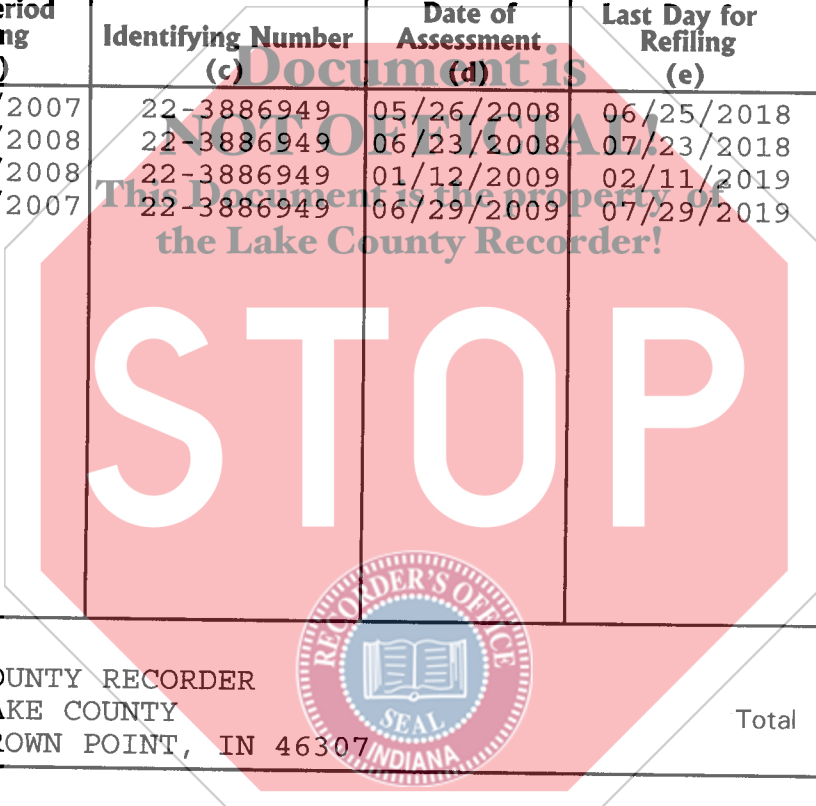 eriod
ng
)
Identifying Number
(c)
Date of
Assessment
(d)
Last Day for
Refiling
(e)
/2007 22-3886949 05/26/2008 06/25/2018
/2008 22-3886949 06/23/2008 07/23/2018
/2008 22-3886949 01/12/2009 02/11/2019
/2007 22-3886949 06/29/2009 07/29/2019
Document is
NOT OFFICIAL!
This Document is the property of
the Lake County Recorder!
STOP
RECORDER'S OFFICE
SEAL
INDIANA
OUNTY RECORDER
AKE COUNTY
ROWN POINT, IN 46307
Total